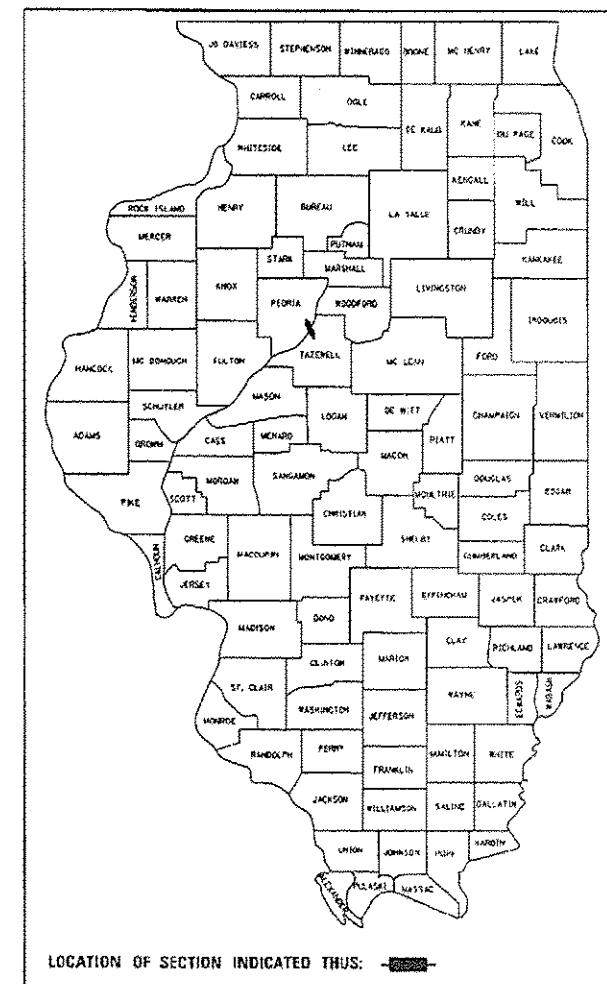 JO DAVIESS STEPHENSON WINNEBAGO BOONE MC HENRY LAKE
CARROLL OGLE DE KALB KANE DU PAGE COOK
WHITESIDE LEE KENDALL WILL
ROCK ISLAND HENRY BUREAU LA SALLE GRUNDY
MERCER PUTNAM KANKAKEE
STARK MARSHALL
HENDERSON WARREN KNOX PEORIA WOODFORD LIVINGSTON IROQUOIS
HANCOCK MC DONOUGH FULTON TAZEWELL MC LEAN FORD
MASON
SCHUYLER LOGAN DE WITT CHAMPAIGN VERMILION
ADAMS BROWN CASS MENARD MACON PIATT
PIKE SCOTT MORGAN SANGAMON MOULTRIE DOUGLAS EDGAR
CHRISTIAN COLES
CALHOUN GREENE MACOUPIN MONTGOMERY SHELBY CUMBERLAND CLARK
JERSEY FAYETTE EFFINGHAM JASPER CRAWFORD
MADISON BOND
CLINTON MARION CLAY RICHLAND LAWRENCE
ST. CLAIR WAYNE EDWARDS WABASH
MONROE WASHINGTON JEFFERSON
RANDOLPH PERRY HAMILTON WHITE
FRANKLIN
JACKSON WILLIAMSON SALINE GALLATIN
UNION JOHNSON POPE HARDIN
ALEXANDER PULASKI MASSAC
LOCATION OF SECTION INDICATED THUS: